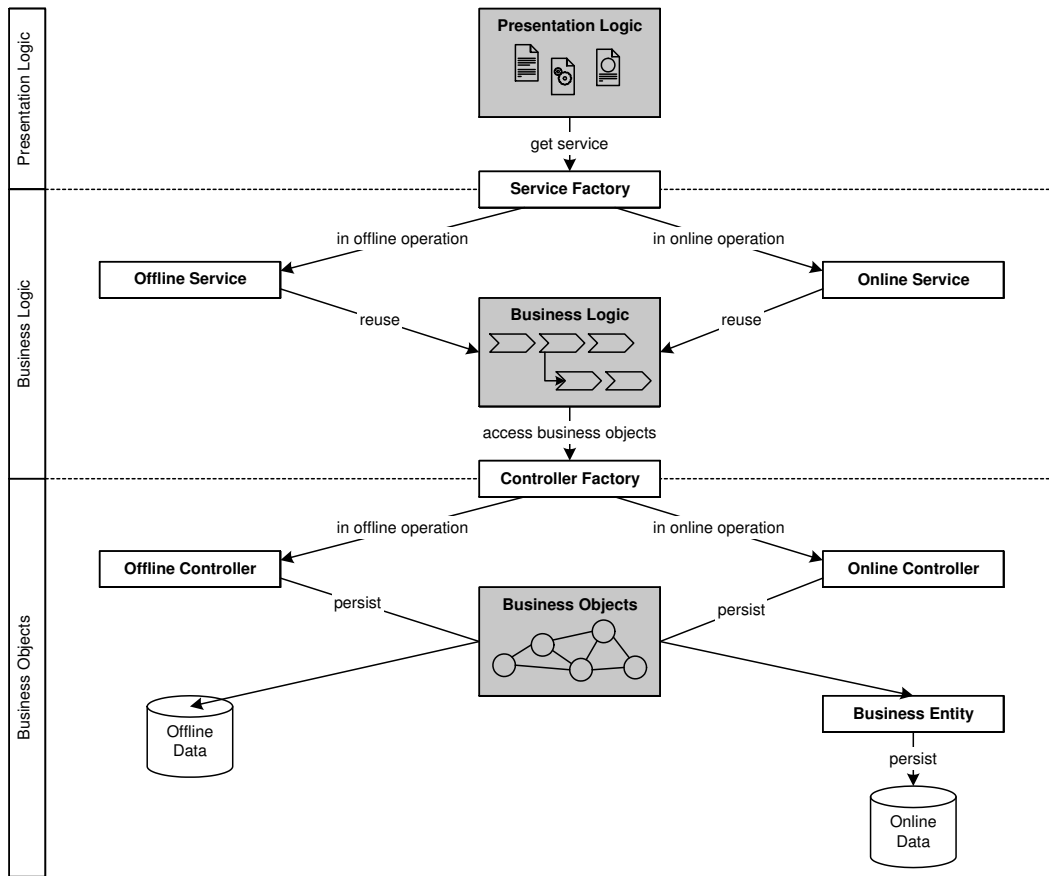 Presentation Logic
Presentation Logic
get service
Service Factory
Business Logic
in offline operation
in online operation
Offline Service
Online Service
Business Logic
reuse
reuse
access business objects
Controller Factory
Business Objects
in offline operation
in online operation
Offline Controller
Online Controller
Business Objects
persist
persist
Offline
Data
Business Entity
persist
Online
Data